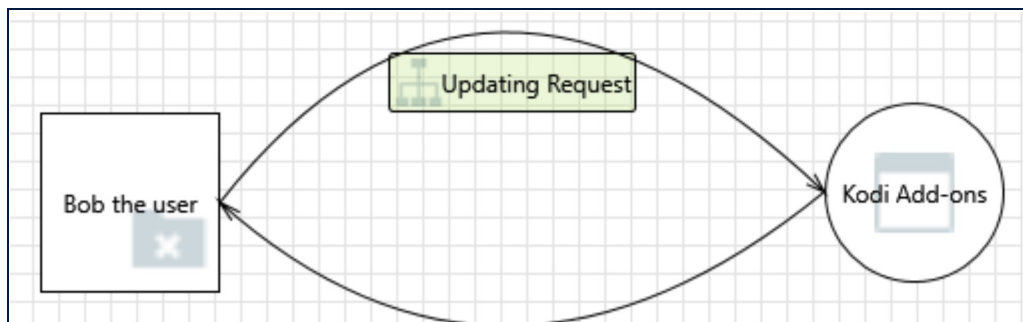 Updating Request
Bob the user
Kodi Add-ons